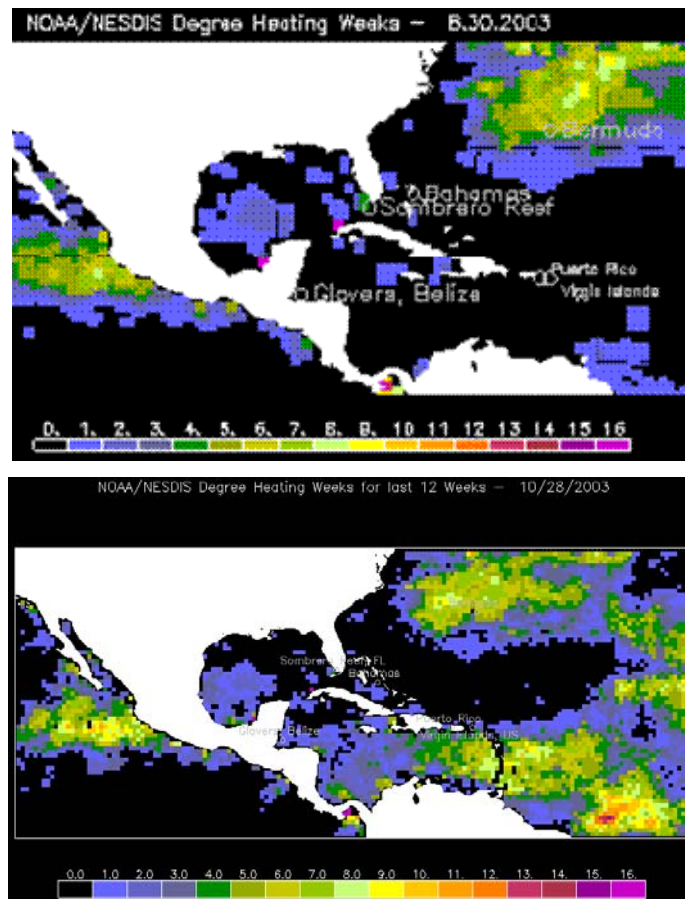 NOAA/NESDIS Degree Heating Weeks – 8.30.2003
Bermuda
Bahamas
Sombrero Reef
Puerto Rico
Virgin Islands
Glovers, Belize
0. 1. 2. 3. 4. 5. 6. 7. 8. 9. 10 11 12 13 14 15 16
NOAA/NESDIS Degree Heating Weeks for last 12 Weeks – 10/28/2003
Sombrero Reef, FL
Bahamas
Puerto Rico
Glovers, Belize
Virgin Islands, US
0.0 1.0 2.0 3.0 4.0 5.0 6.0 7.0 8.0 9.0 10. 11. 12. 13. 14. 15. 16.